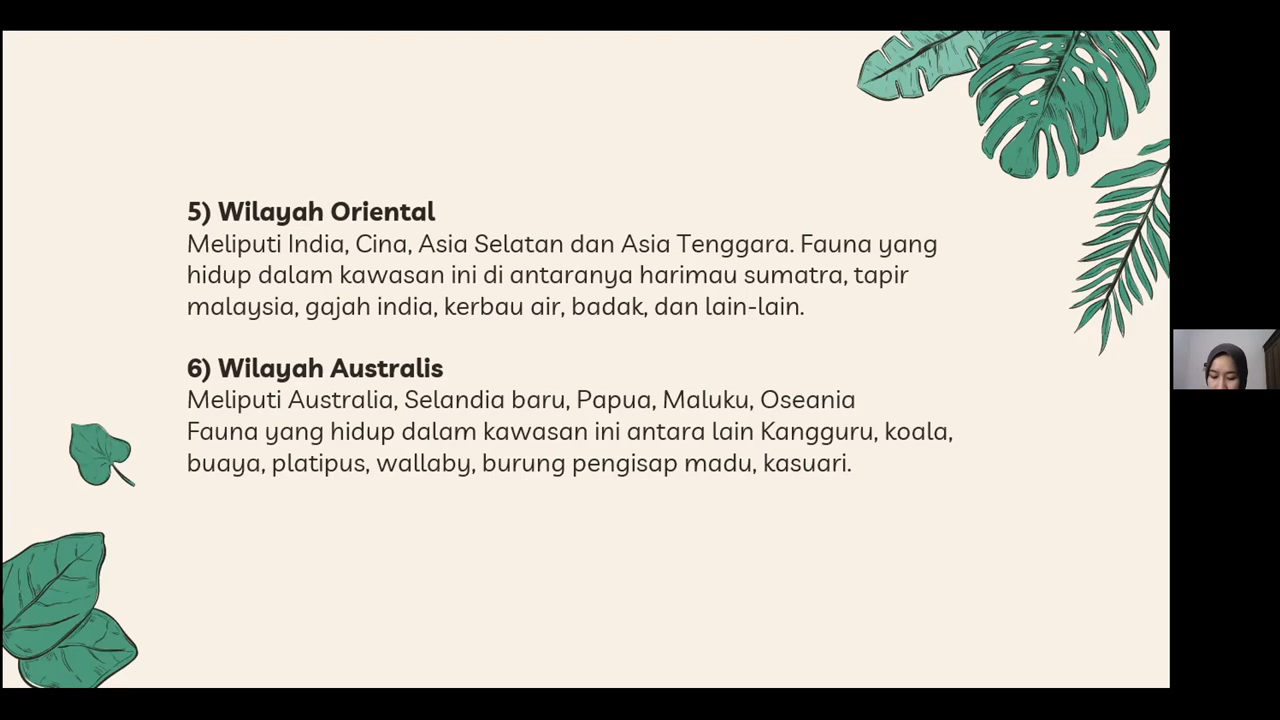 5) Wilayah Oriental
Meliputi India, Cina, Asia Selatan dan Asia Tenggara. Fauna yang
hidup dalam kawasan ini di antaranya harimau sumatra, tapir
malaysia, gajah india, kerbau air, badak, dan lain-lain.
6) Wilayah Australis
Meliputi Australia, Selandia baru, Papua, Maluku, Oseania
Fauna yang hidup dalam kawasan ini antara lain Kangguru, koala,
buaya, platipus, wallaby, burung pengisap madu, kasuari.